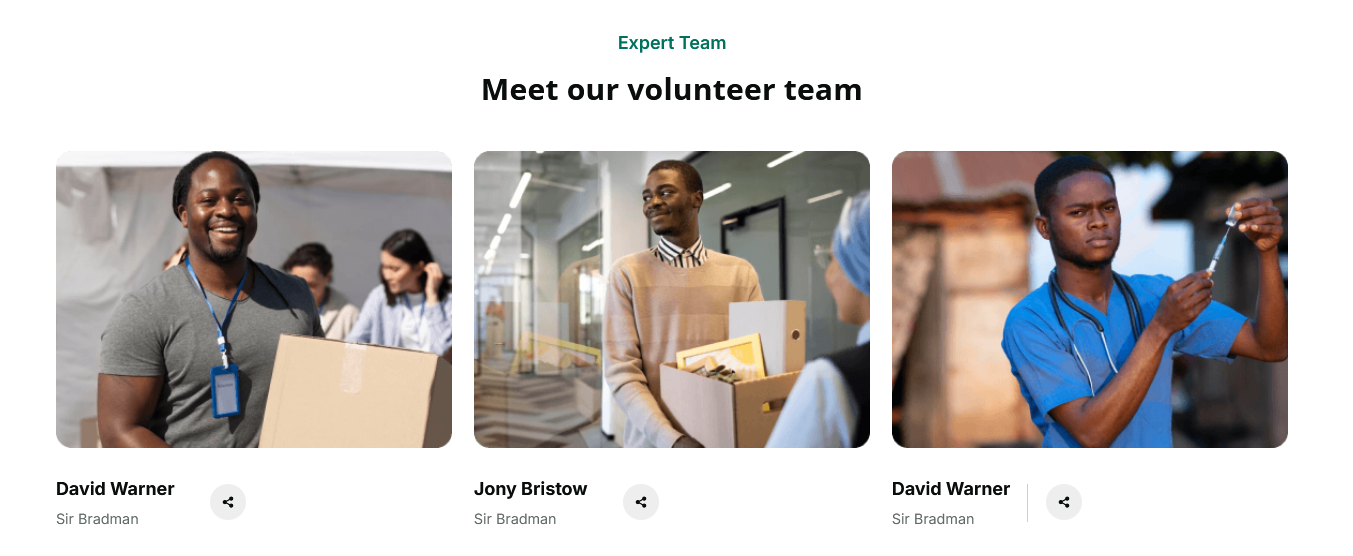 Expert Team
Meet our volunteer team
David Warner
Sir Bradman
Jony Bristow
Sir Bradman
David Warner
Sir Bradman